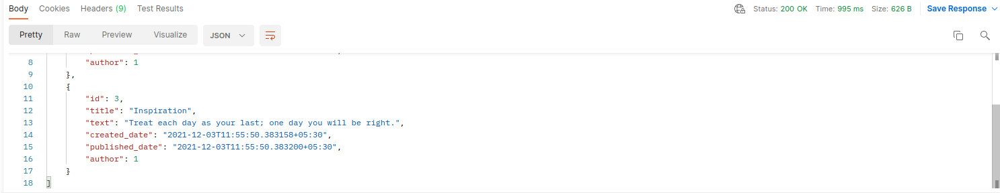 Body Cookies Headers (9) Test Results Status: 200 OK Time: 995 ms Size: 626 B Save Response
Pretty Raw Preview Visualize JSON
8 "author": 1
9 },
10 {
11 "id": 3,
12 "title": "Inspiration",
13 "text": "Treat each day as your last; one day you will be right.",
14 "created_date": "2021-12-03T11:55:50.383158+05:30",
15 "published_date": "2021-12-03T11:55:50.383200+05:30",
16 "author": 1
17 }
18 ]